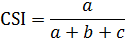 CSI = a / (a + b + c)